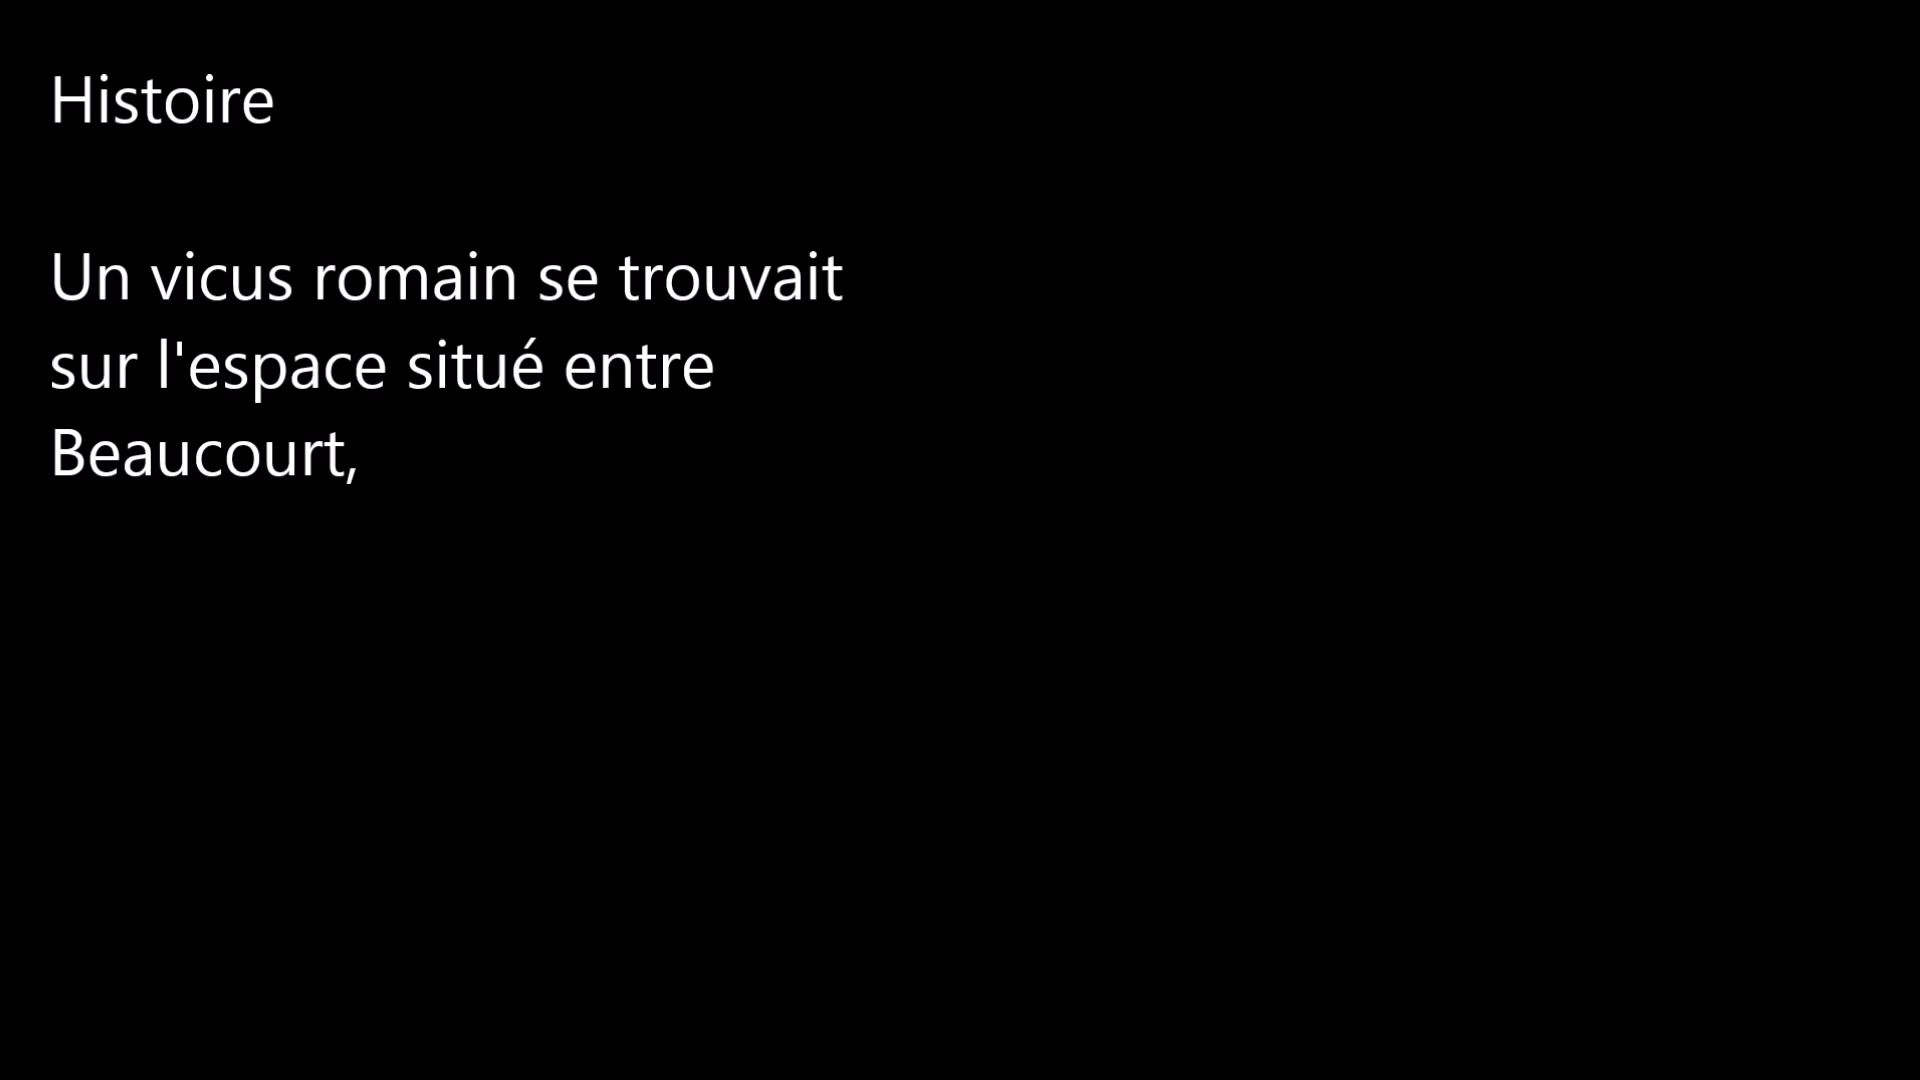 Histoire
Un vicus romain se trouvait
sur l'espace situé entre
Beaucourt,